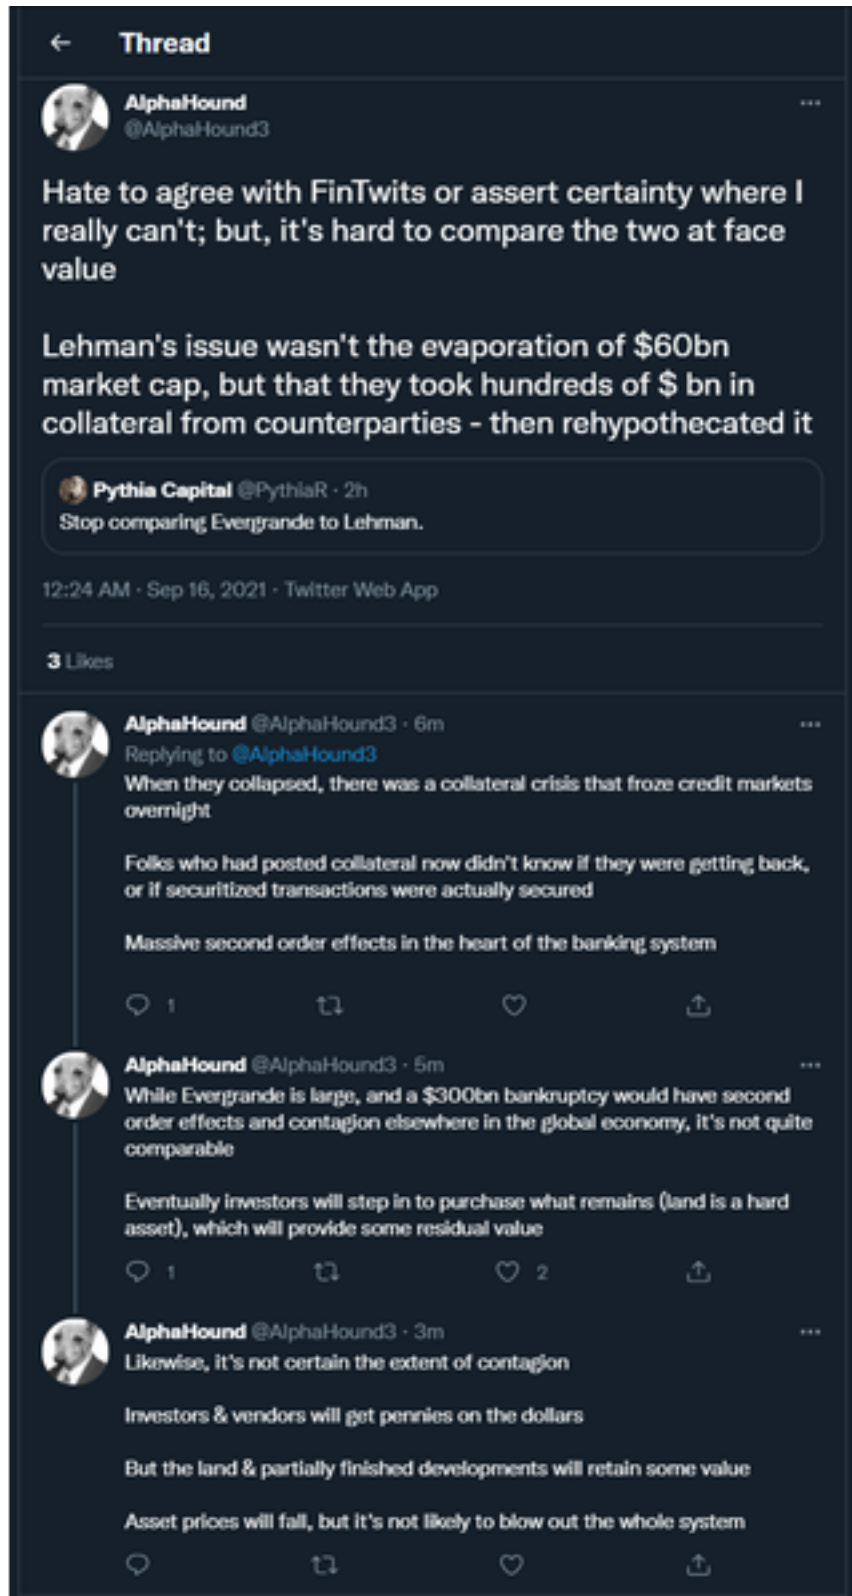 Thread
AlphaHound
@AlphaHound3
Hate to agree with FinTwits or assert certainty where I
really can't; but, it's hard to compare the two at face
value
Lehman's issue wasn't the evaporation of $60bn
market cap, but that they took hundreds of $ bn in
collateral from counterparties - then rehypothecated it
Pythia Capital @PythiaR · 2h
Stop comparing Evergrande to Lehman.
12:24 AM · Sep 16, 2021 · Twitter Web App
3 Likes
AlphaHound @AlphaHound3 · 6m
Replying to @AlphaHound3
When they collapsed, there was a collateral crisis that froze credit markets
overnight
Folks who had posted collateral now didn't know if they were getting back,
or if securitized transactions were actually secured
Massive second order effects in the heart of the banking system
1
AlphaHound @AlphaHound3 · 5m
While Evergrande is large, and a $300bn bankruptcy would have second
order effects and contagion elsewhere in the global economy, it's not quite
comparable
Eventually investors will step in to purchase what remains (land is a hard
asset), which will provide some residual value
1 2
AlphaHound @AlphaHound3 · 3m
Likewise, it's not certain the extent of contagion
Investors & vendors will get pennies on the dollars
But the land & partially finished developments will retain some value
Asset prices will fall, but it's not likely to blow out the whole system